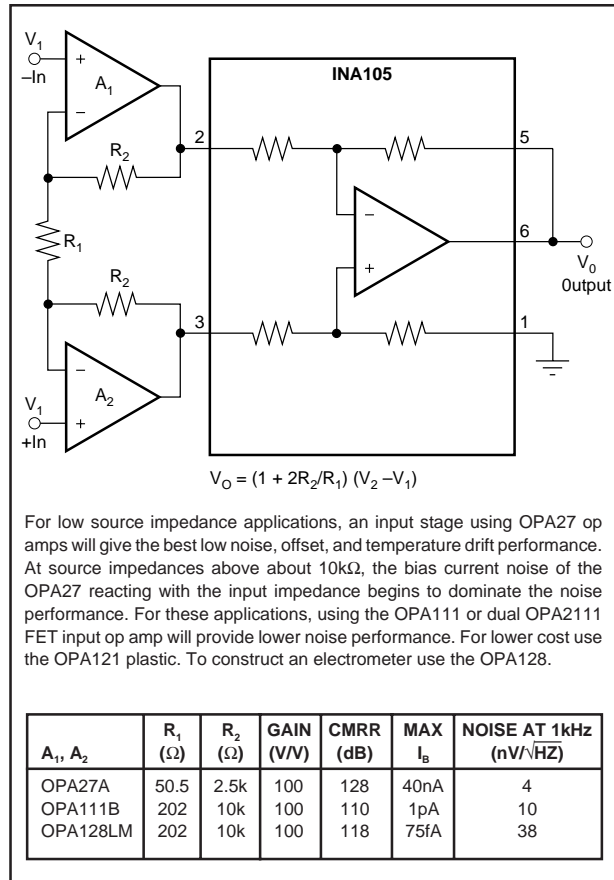 V1
–In
A1
+
–
R2
R1
R2
–
A2
+
V1
+In
INA105
2
5
–
6
+
V0
0utput
3
1
VO = (1 + 2R2/R1) (V2 –V1)
For low source impedance applications, an input stage using OPA27 op
amps will give the best low noise, offset, and temperature drift performance.
At source impedances above about 10kΩ, the bias current noise of the
OPA27 reacting with the input impedance begins to dominate the noise
performance. For these applications, using the OPA111 or dual OPA2111
FET input op amp will provide lower noise performance. For lower cost use
the OPA121 plastic. To construct an electrometer use the OPA128.
A1, A2 R1 (Ω) R2 (Ω) GAIN (V/V) CMRR (dB) MAX IB NOISE AT 1kHz (nV/√HZ)
OPA27A 50.5 2.5k 100 128 40nA 4
OPA111B 202 10k 100 110 1pA 10
OPA128LM 202 10k 100 118 75fA 38